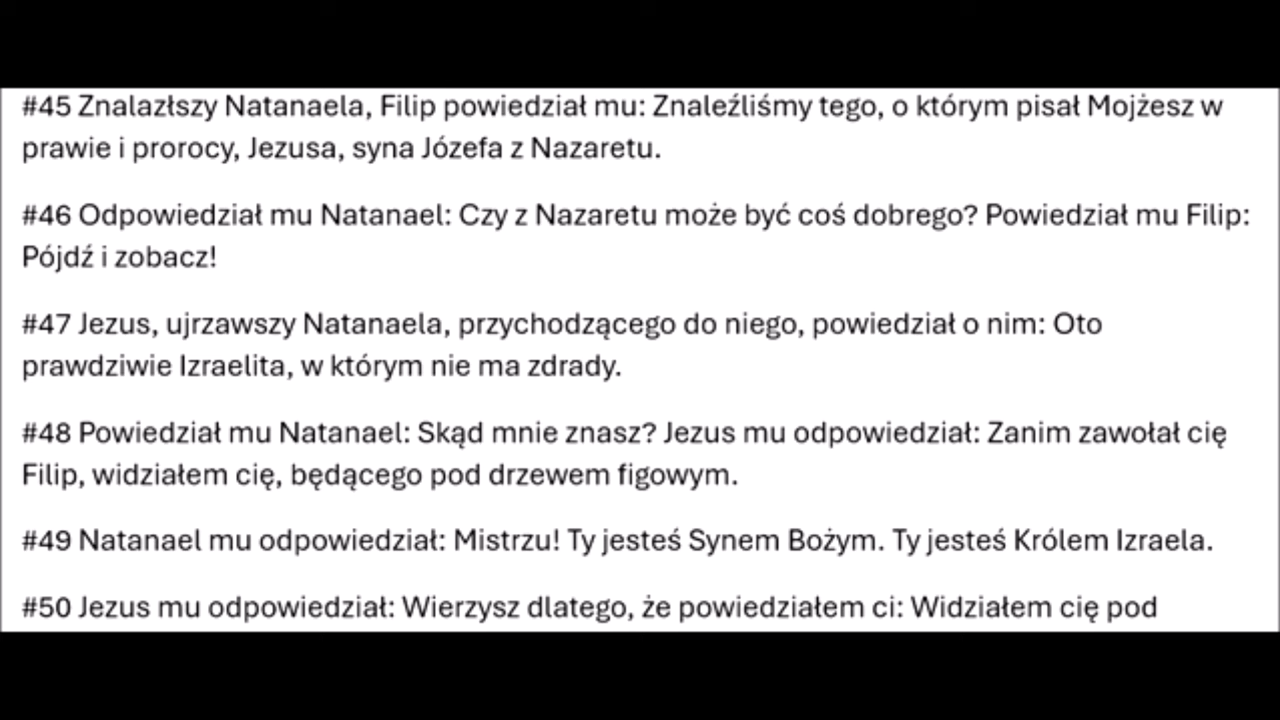 #45 Znalazłszy Natanaela, Filip powiedział mu: Znaleźliśmy tego, o którym pisał Mojżesz w
prawie i prorocy, Jezusa, syna Józefa z Nazaretu.
#46 Odpowiedział mu Natanael: Czy z Nazaretu może być coś dobrego? Powiedział mu Filip:
Pójdź i zobacz!
#47 Jezus, ujrzawszy Natanaela, przychodzącego do niego, powiedział o nim: Oto
prawdziwie Izraelita, w którym nie ma zdrady.
#48 Powiedział mu Natanael: Skąd mnie znasz? Jezus mu odpowiedział: Zanim zawołał cię
Filip, widziałem cię, będącego pod drzewem figowym.
#49 Natanael mu odpowiedział: Mistrzu! Ty jesteś Synem Bożym. Ty jesteś Królem Izraela.
#50 Jezus mu odpowiedział: Wierzysz dlatego, że powiedziałem ci: Widziałem cię pod